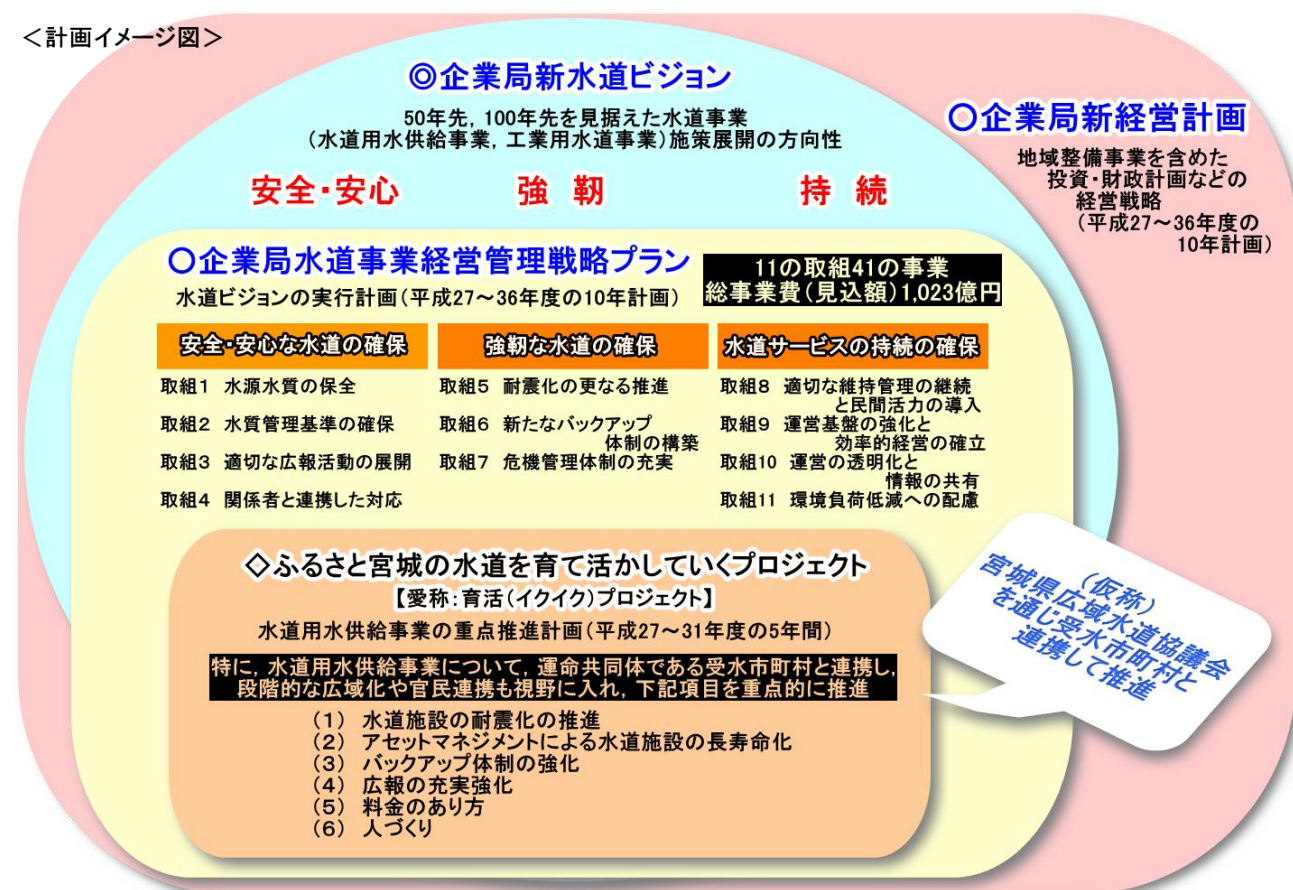 ＜計画イメージ図＞
◎企業局新水道ビジョン
50年先，100年先を見据えた水道事業
（水道用水供給事業，工業用水道事業）施策展開の方向性
安全・安心
強 靭
持 続
○企業局新経営計画
地域整備事業を含めた
投資・財政計画などの
経営戦略
（平成27～36年度の
10年計画）
○企業局水道事業経営管理戦略プラン
水道ビジョンの実行計画（平成27～36年度の10年計画）
11の取組41の事業
総事業費（見込額）1,023億円
安全・安心な水道の確保
取組1 水源水質の保全
取組2 水質管理基準の確保
取組3 適切な広報活動の展開
取組4 関係者と連携した対応
強靭な水道の確保
取組5 耐震化の更なる推進
取組6 新たなバックアップ
体制の構築
取組7 危機管理体制の充実
水道サービスの持続の確保
取組8 適切な維持管理の継続
と民間活力の導入
取組9 運営基盤の強化と
効率的経営の確立
取組10 運営の透明化と
情報の共有
取組11 環境負荷低減への配慮
◇ふるさと宮城の水道を育て活かしていくプロジェクト
【愛称：育活（イクイク）プロジェクト】
水道用水供給事業の重点推進計画（平成27～31年度の5年間）
特に，水道用水供給事業について，運命共同体である受水市町村と連携し，
段階的な広域化や官民連携も視野に入れ，下記項目を重点的に推進
（1） 水道施設の耐震化の推進
（2） アセットマネジメントによる水道施設の長寿命化
（3） バックアップ体制の強化
（4） 広報の充実強化
（5） 料金のあり方
（6） 人づくり
（仮称）
宮城県広域水道協議会
を通じ受水市町村と
連携して推進